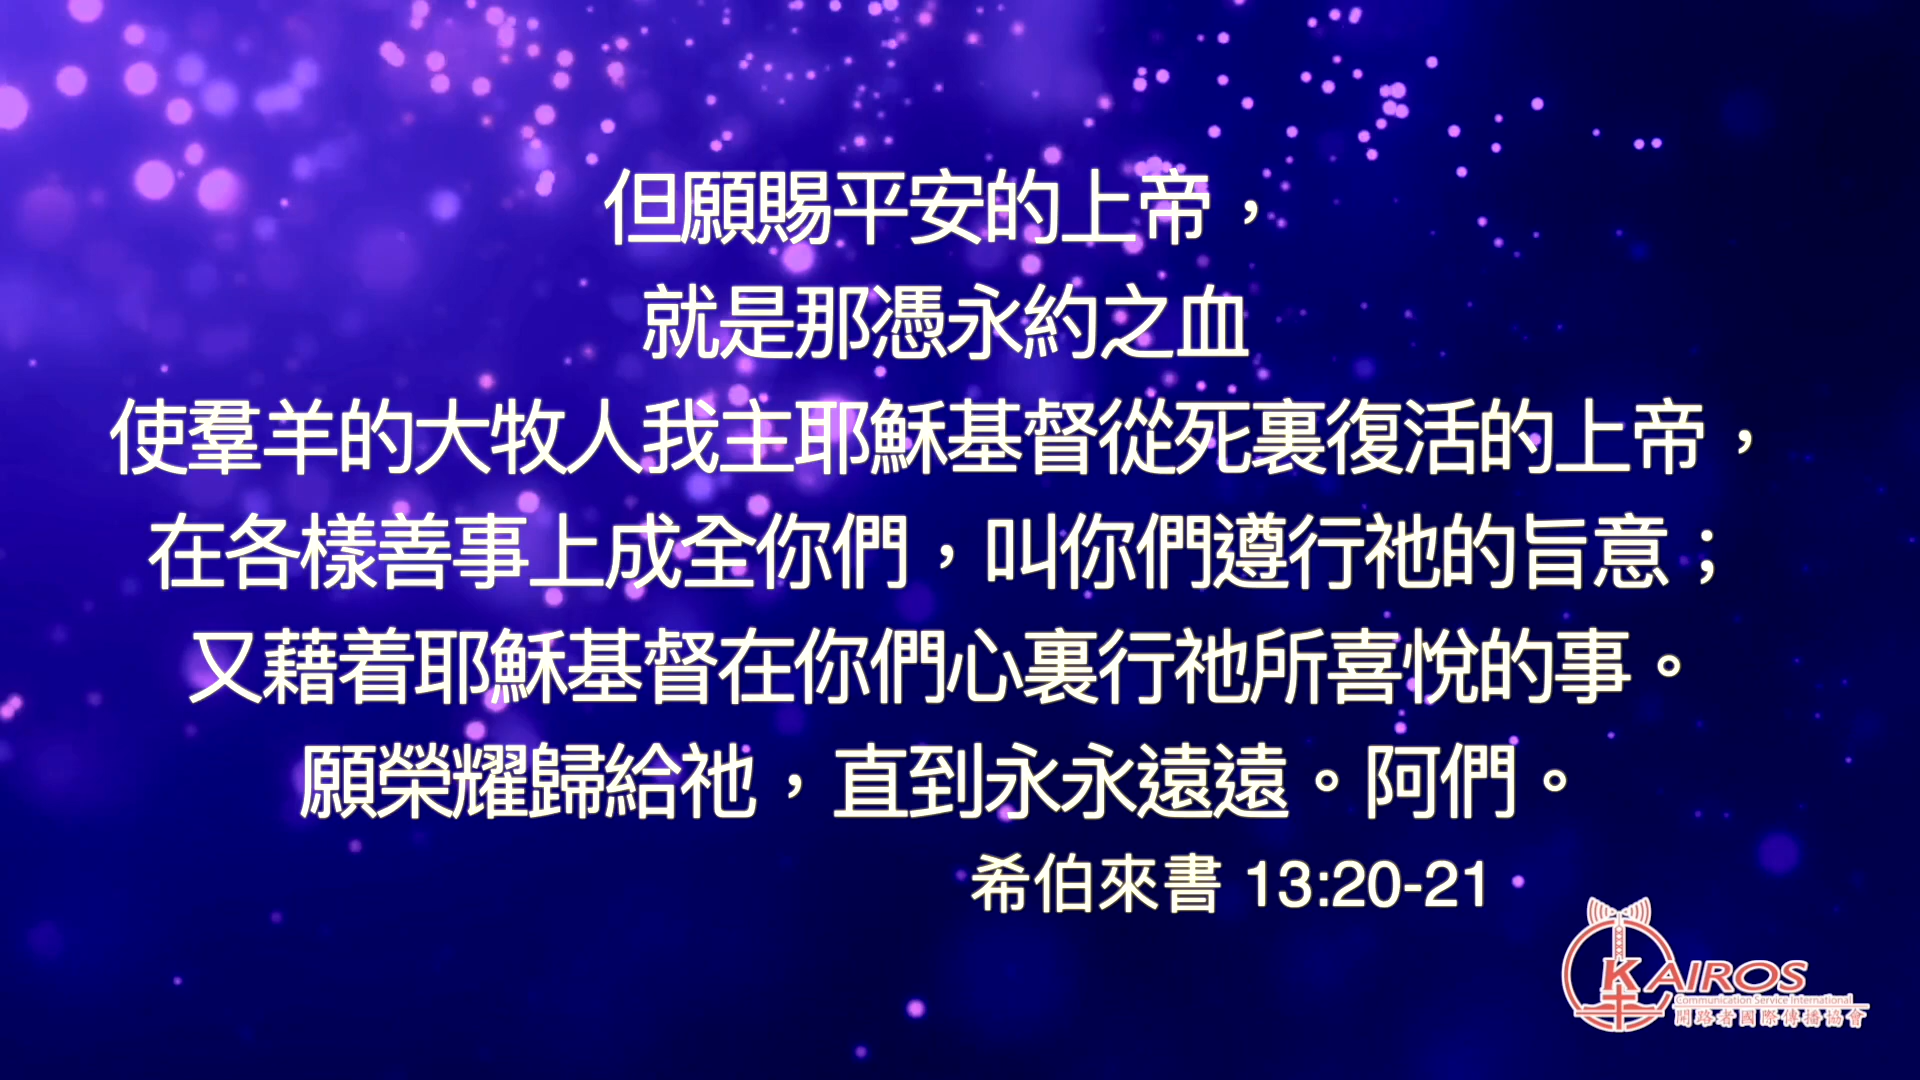 但願賜平安的上帝，
就是那憑永約之血
使羣羊的大牧人我主耶穌基督從死裏復活的上帝，
在各樣善事上成全你們，叫你們遵行祂的旨意；
又藉着耶穌基督在你們心裏行祂所喜悅的事。
願榮耀歸給祂，直到永永遠遠。阿們。
希伯來書 13:20-21
KAIROS
Communication Service International
開路者國際傳播協會